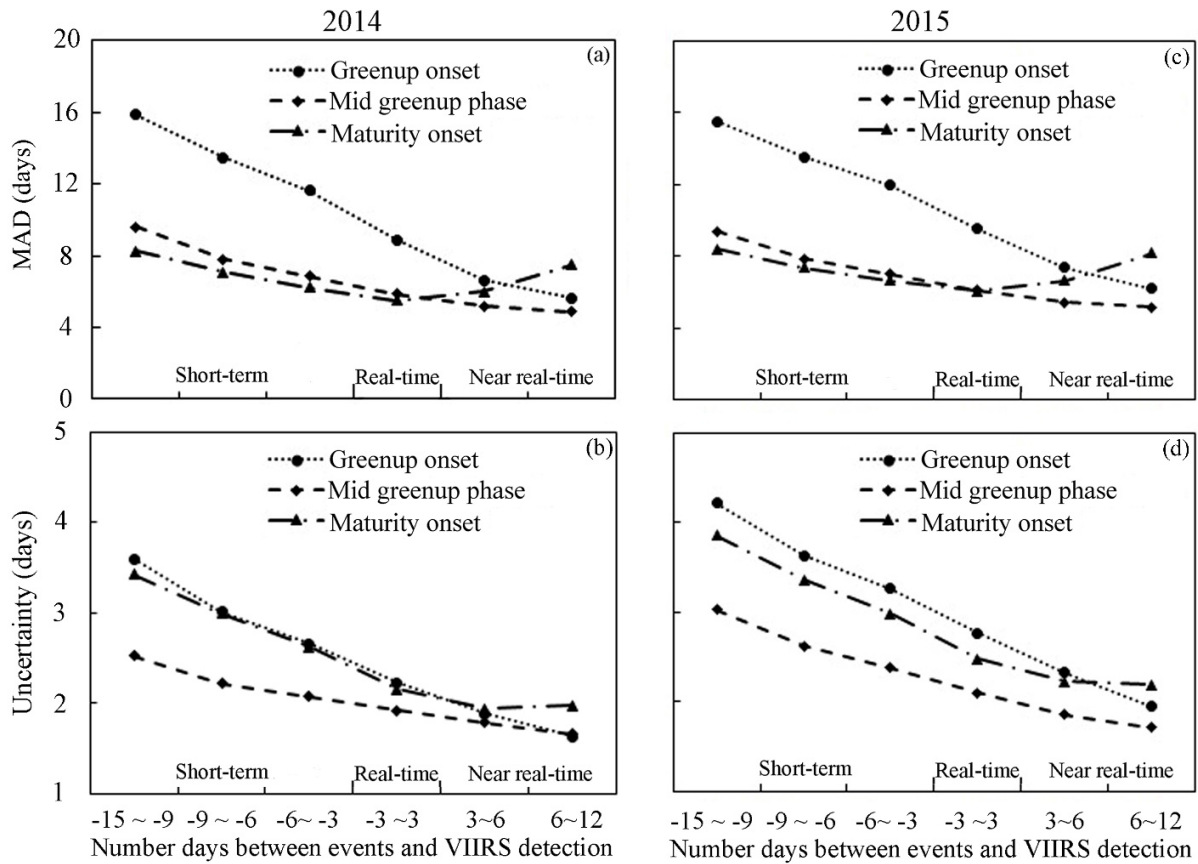 2014
2015
(a)
20
16
12
8
4
0
MAD (days)
Greenup onset
Mid greenup phase
Maturity onset
Short-term
Real-time
Near real-time
(c)
Greenup onset
Mid greenup phase
Maturity onset
Short-term
Real-time
Near real-time
(b)
5
4
3
2
1
Uncertainty (days)
Greenup onset
Mid greenup phase
Maturity onset
Short-term
Real-time
Near real-time
-15 ~ -9 -9 ~ -6 -6~ -3 -3 ~3 3~6 6~12
Number days between events and VIIRS detection
(d)
Greenup onset
Mid greenup phase
Maturity onset
Short-term
Real-time
Near real-time
-15 ~ -9 -9 ~ -6 -6~ -3 -3 ~3 3~6 6~12
Number days between events and VIIRS detection